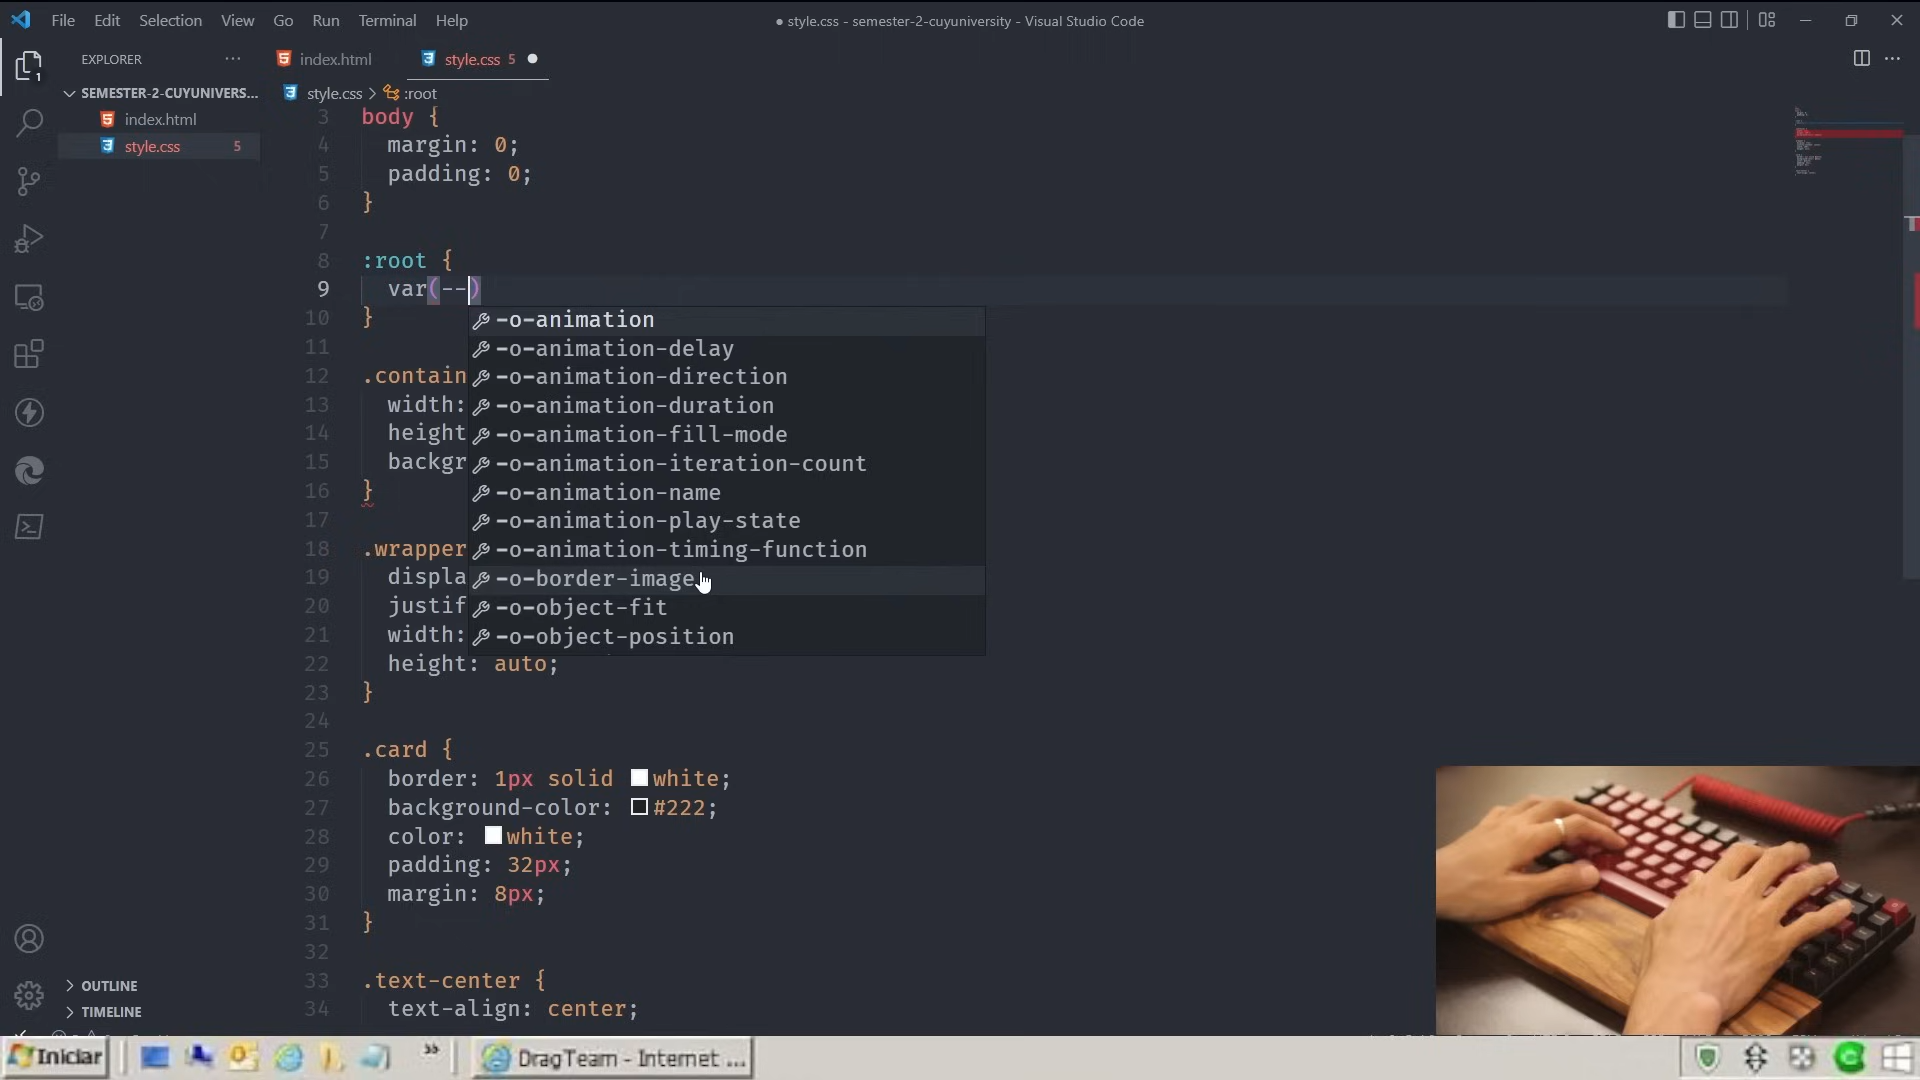 File Edit Selection View Go Run Terminal Help
● style.css - semester-2-cuyuniversity - Visual Studio Code
EXPLORER
index.html
style.css 5
SEMESTER-2-CUYUNIVERS...
style.css > :root
index.html
style.css 5
1
3 body {
4 margin: 0;
5 padding: 0;
6 }
7
8 :root {
9 var(--)
10 }
11
12 .contain
13 width:
14 height
15 backgr
16 }
17
18 .wrapper
19 displa
20 justif
21 width:
22 height: auto;
23 }
24
25 .card {
26 border: 1px solid white;
27 background-color: #222;
28 color: white;
29 padding: 32px;
30 margin: 8px;
31 }
32
33 .text-center {
34 text-align: center;
-o-animation
-o-animation-delay
-o-animation-direction
-o-animation-duration
-o-animation-fill-mode
-o-animation-iteration-count
-o-animation-name
-o-animation-play-state
-o-animation-timing-function
-o-border-image
-o-object-fit
-o-object-position
OUTLINE
TIMELINE
Iniciar
»
DragTeam - Internet ...